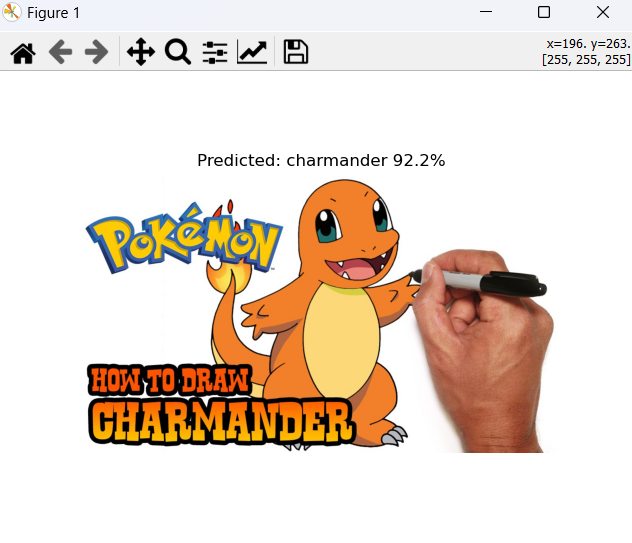 Figure 1
x=196. y=263.
[255, 255, 255]
Predicted: charmander 92.2%
POKéMON
HOW TO DRAW
CHARMANDER